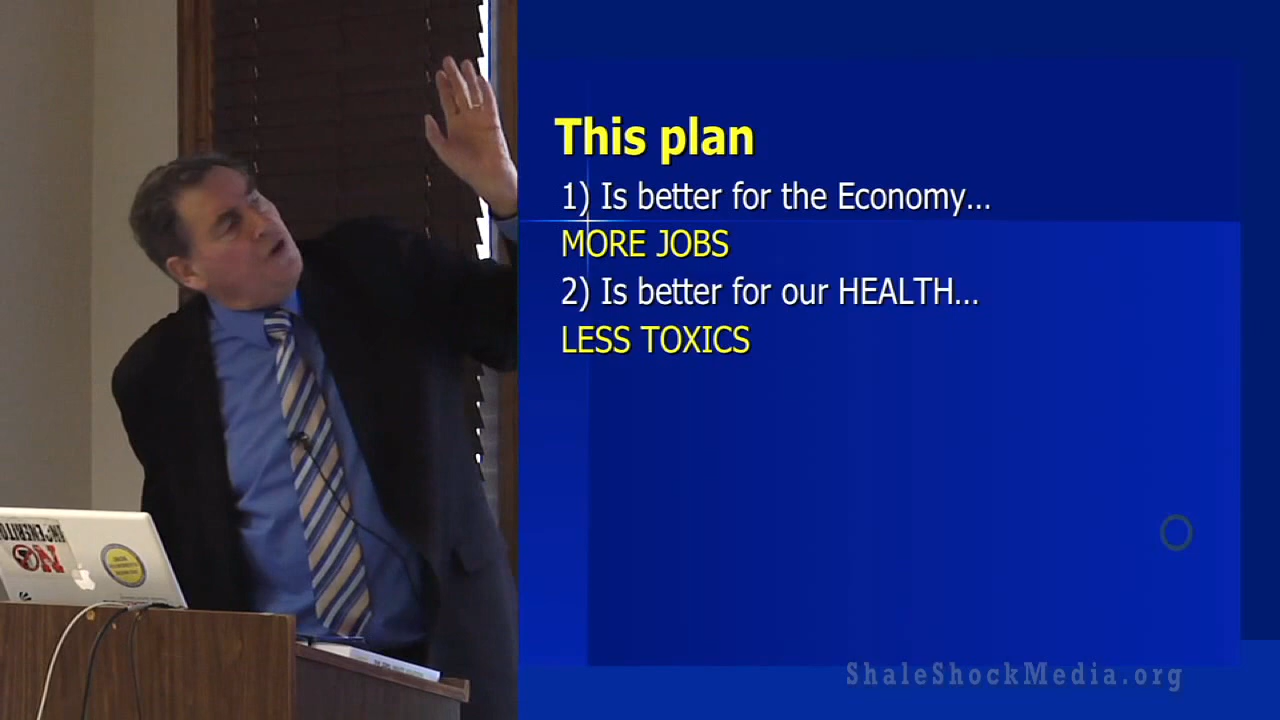 This plan
1) Is better for the Economy...
MORE JOBS
2) Is better for our HEALTH...
LESS TOXICS
ShaleShockMedia.org
NO